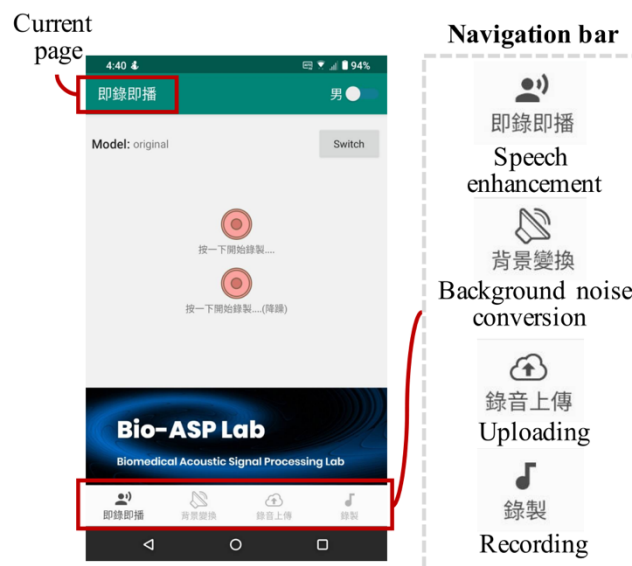 Current
page
4:40
94%
即錄即播
男
Model: original
Switch
按一下開始錄製....
按一下開始錄製....(降躁)
Bio-ASP Lab
Biomedical Acoustic Signal Processing Lab
即錄即播
背景變換
錄音上傳
錄製
Navigation bar
即錄即播
Speech
enhancement
背景變換
Background noise
conversion
錄音上傳
Uploading
錄製
Recording